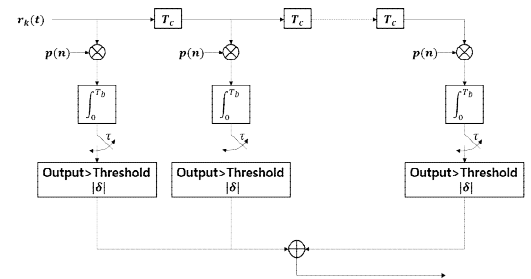 r_k(t) T_c T_c T_c
p(n) p(n) p(n)
∫_0^{T_b} ∫_0^{T_b} ∫_0^{T_b}
τ τ τ
Output>Threshold Output>Threshold Output>Threshold
|δ| |δ| |δ|